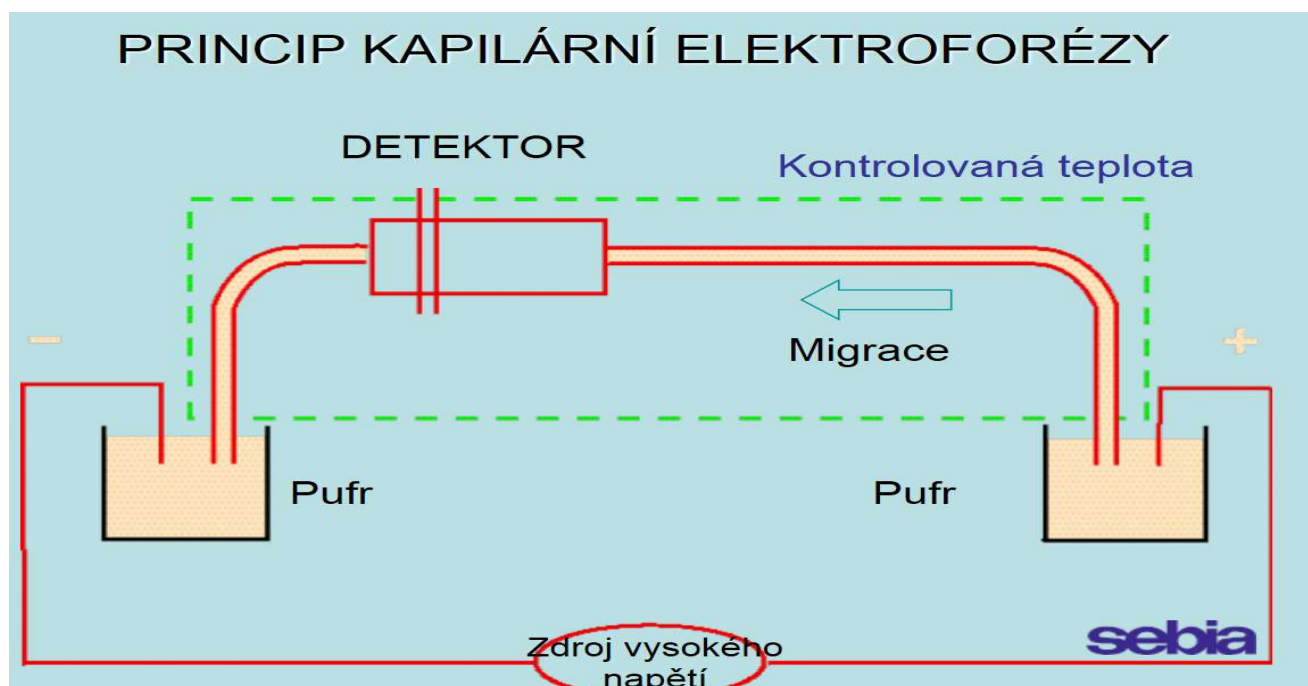 PRINCIP KAPILÁRNÍ ELEKTROFORÉZY
DETEKTOR
Kontrolovaná teplota
Migrace
−
+
Pufr
Pufr
Zdroj vysokého
napětí
sebia